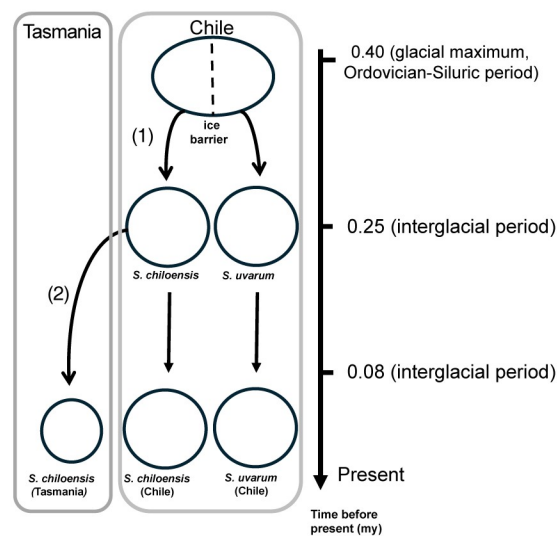 Tasmania
Chile
0.40 (glacial maximum,
Ordovician-Siluric period)
ice
barrier
(1)
0.25 (interglacial period)
S. chiloensis
S. uvarum
(2)
0.08 (interglacial period)
S. chiloensis
(Tasmania)
S. chiloensis
(Chile)
S. uvarum
(Chile)
Present
Time before
present (my)